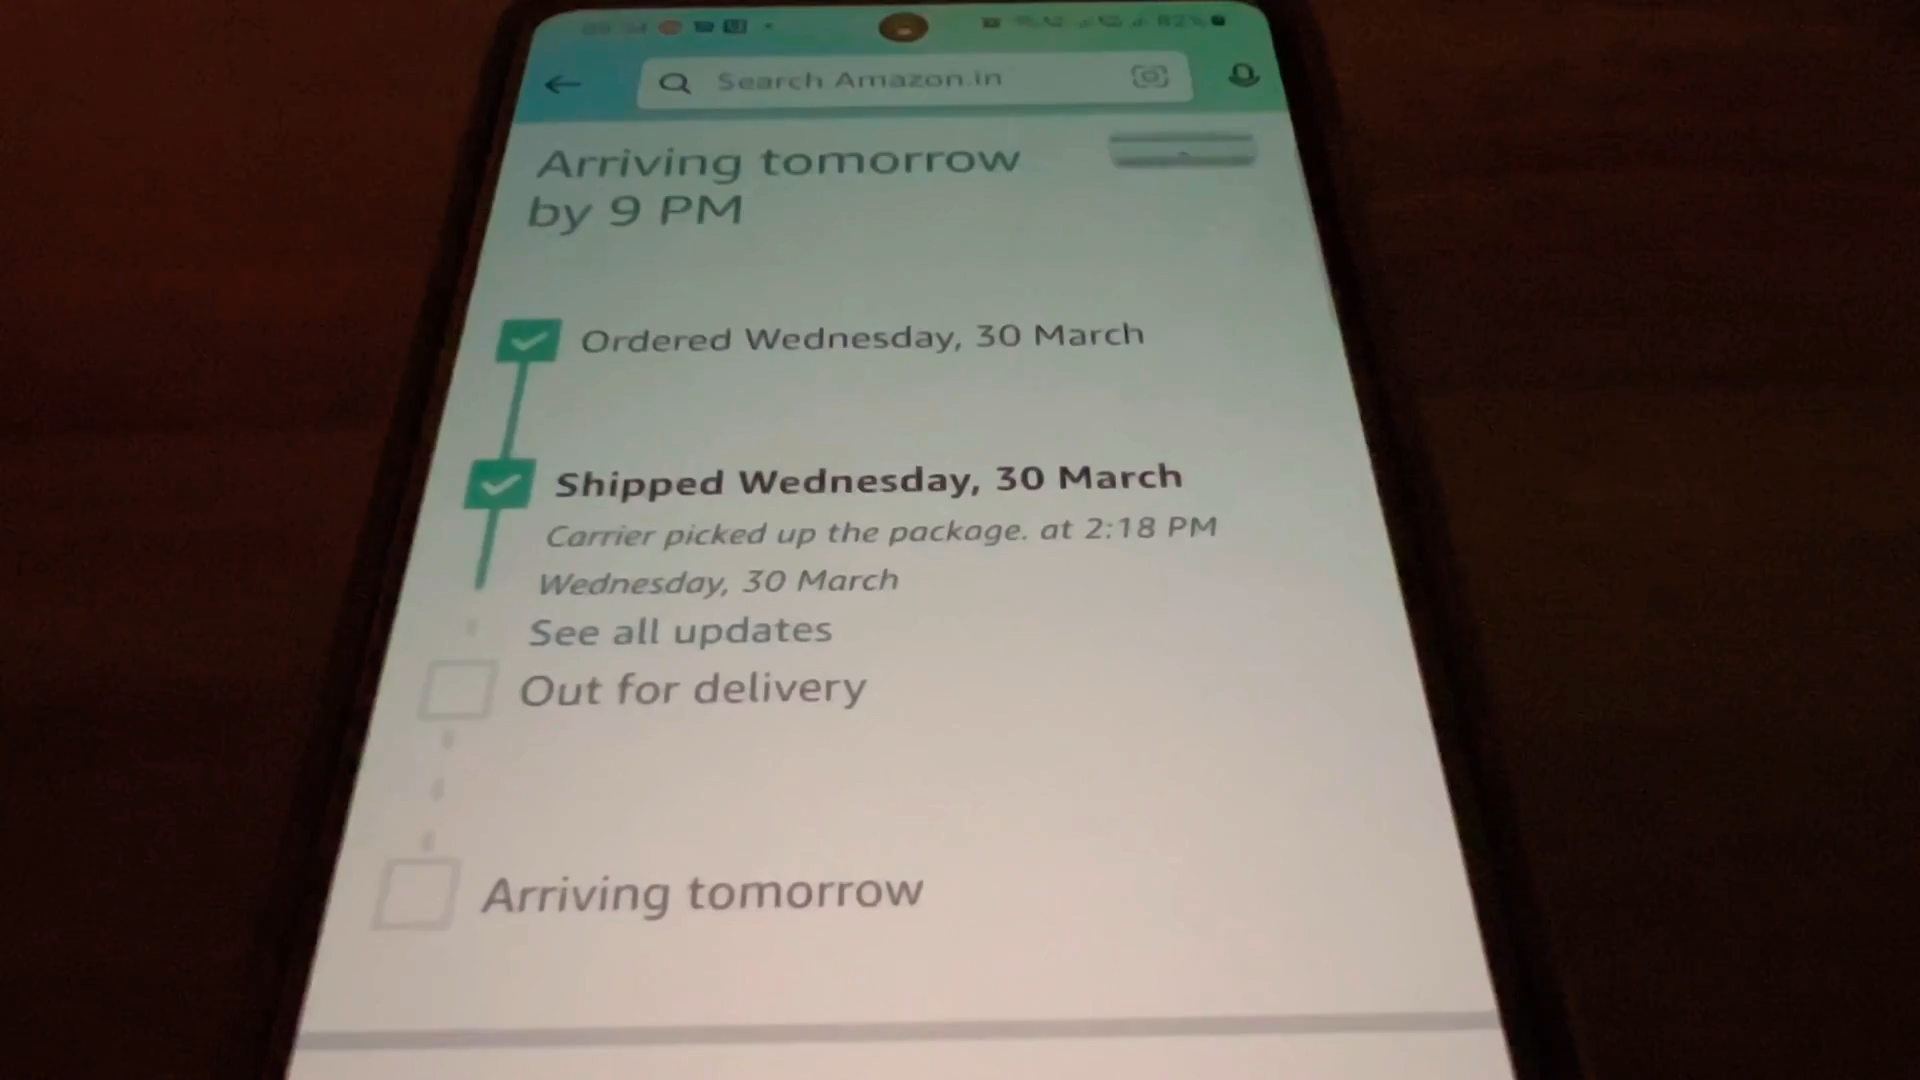 82%
Search Amazon.in
Arriving tomorrow
by 9 PM
Ordered Wednesday, 30 March
Shipped Wednesday, 30 March
Carrier picked up the package. at 2:18 PM
Wednesday, 30 March
See all updates
Out for delivery
Arriving tomorrow